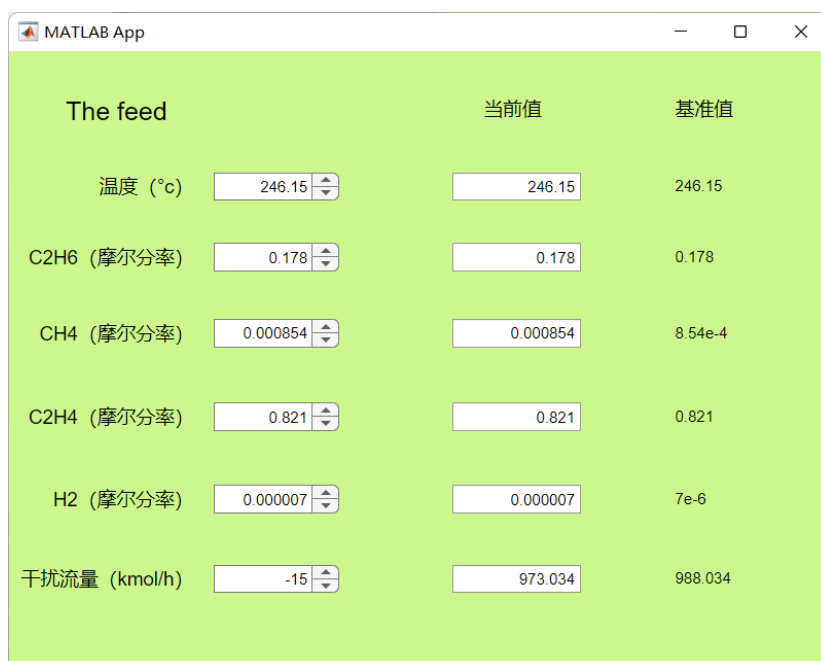 MATLAB App
The feed 当前值 基准值
温度（°c） 246.15 246.15 246.15
C2H6（摩尔分率） 0.178 0.178 0.178
CH4（摩尔分率） 0.000854 0.000854 8.54e-4
C2H4（摩尔分率） 0.821 0.821 0.821
H2（摩尔分率） 0.000007 0.000007 7e-6
干扰流量（kmol/h） -15 973.034 988.034